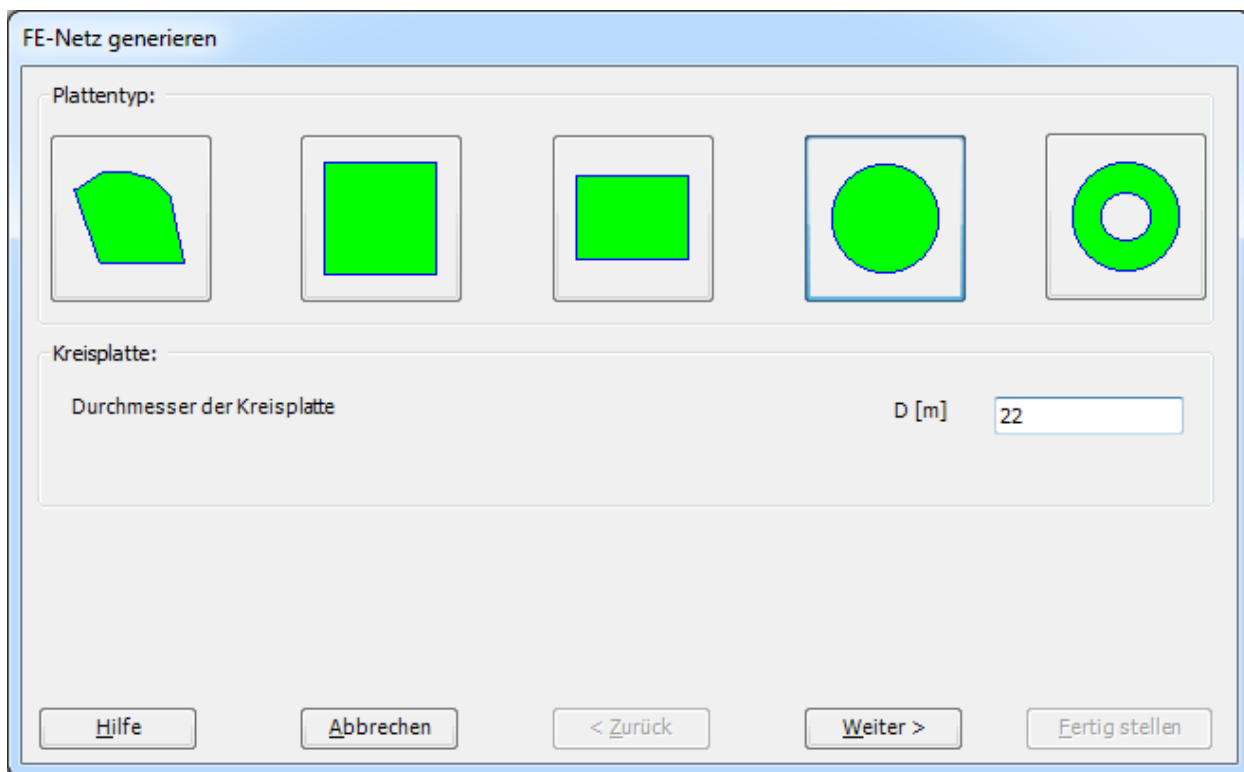 FE-Netz generieren
Plattentyp:
Kreisplatte:
Durchmesser der Kreisplatte D [m] 22
Hilfe Abbrechen < Zurück Weiter > Fertig stellen